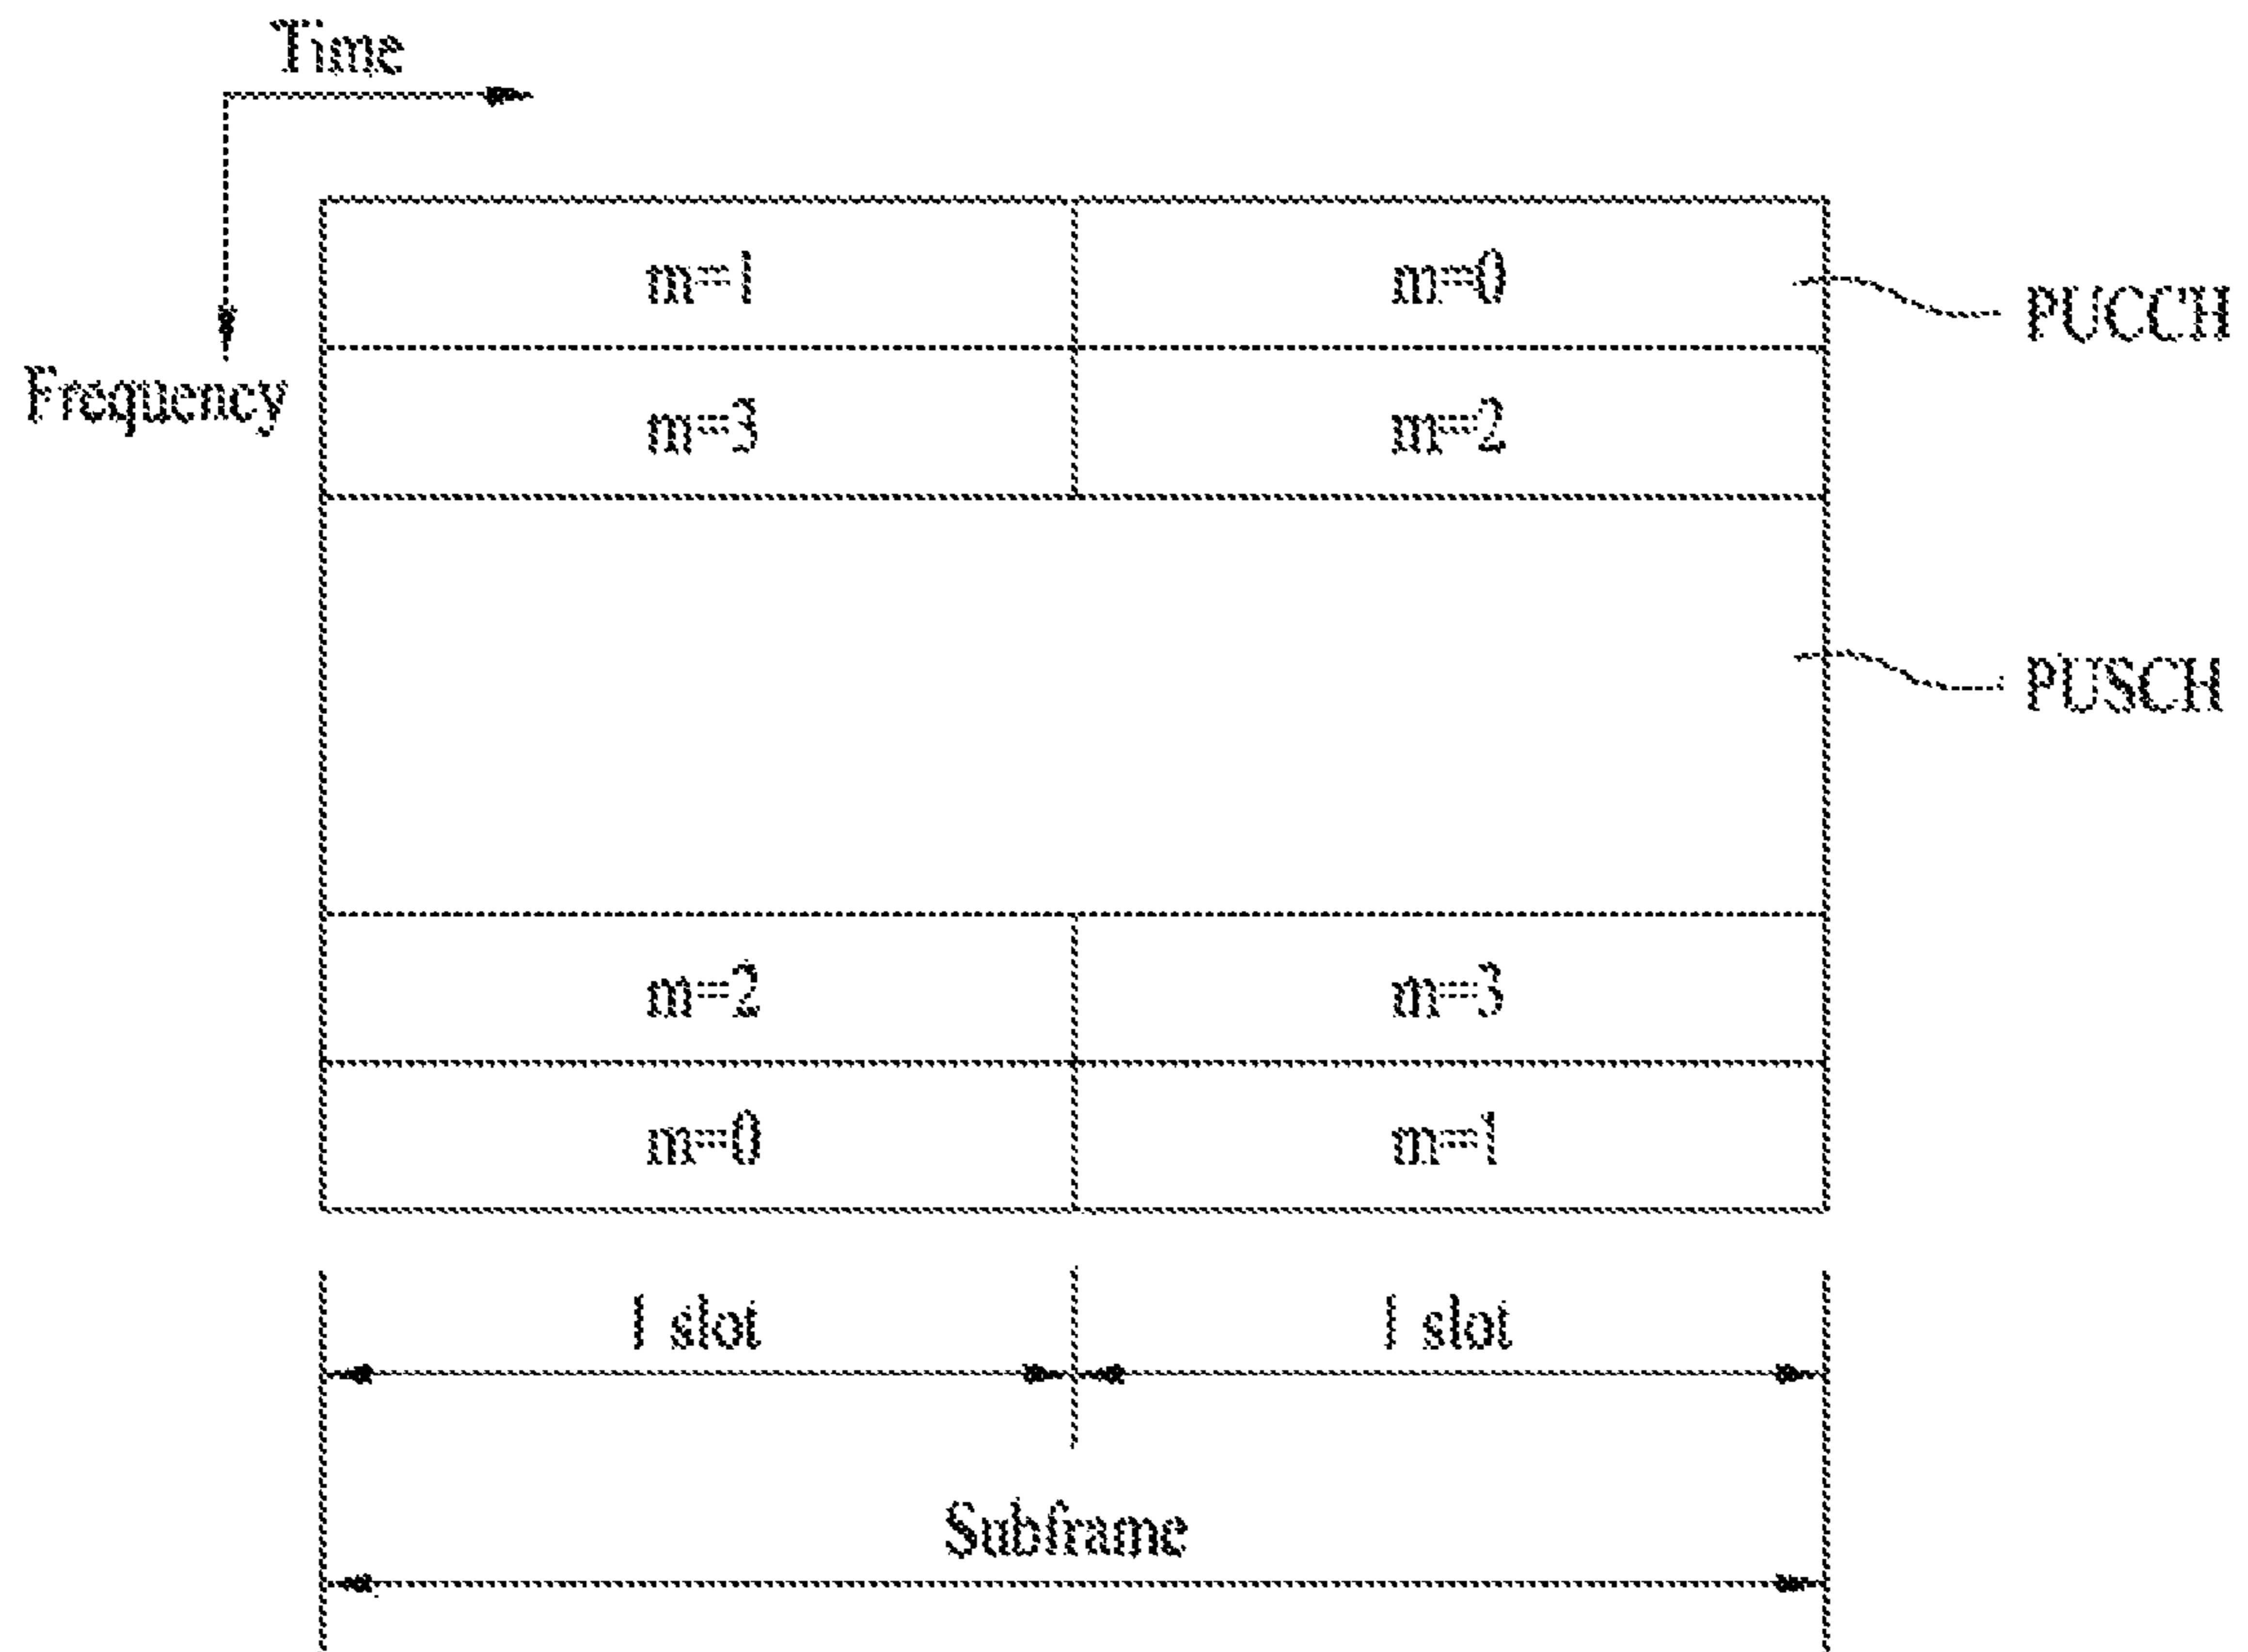 Time
Frequency
m=1 m=0
PUCCH
m=3 m=2
PUSCH
m=2 m=3
m=0 m=1
1 slot 1 slot
Subframe